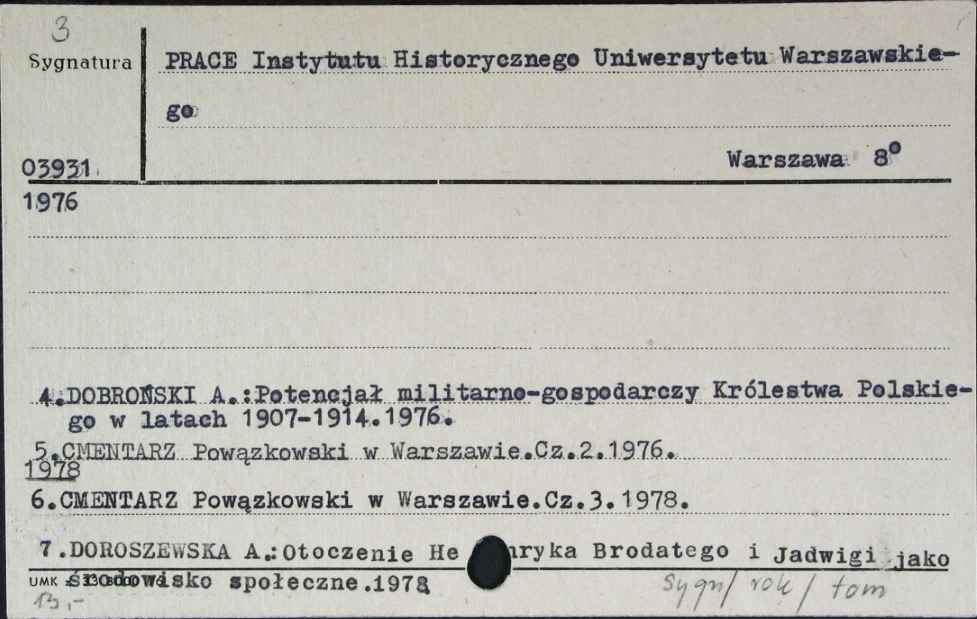 3
Sygnatura
PRACE Instytutu Historycznego Uniwersytetu Warszawskie-
go
03931
Warszawa 8°
1976
4.DOBROŃSKI A.:Potencjał militarno-gospodarczy Królestwa Polskie-
go w latach 1907-1914.1976.
5.CMENTARZ Powązkowski w Warszawie.Cz.2.1976.
1978
6.CMENTARZ Powązkowski w Warszawie.Cz.3.1978.
7.DOROSZEWSKA A.:Otoczenie He ryka Brodatego i Jadwigi jako
UMK środowisko społeczne.1978
13,-
sygn/ rok / tom